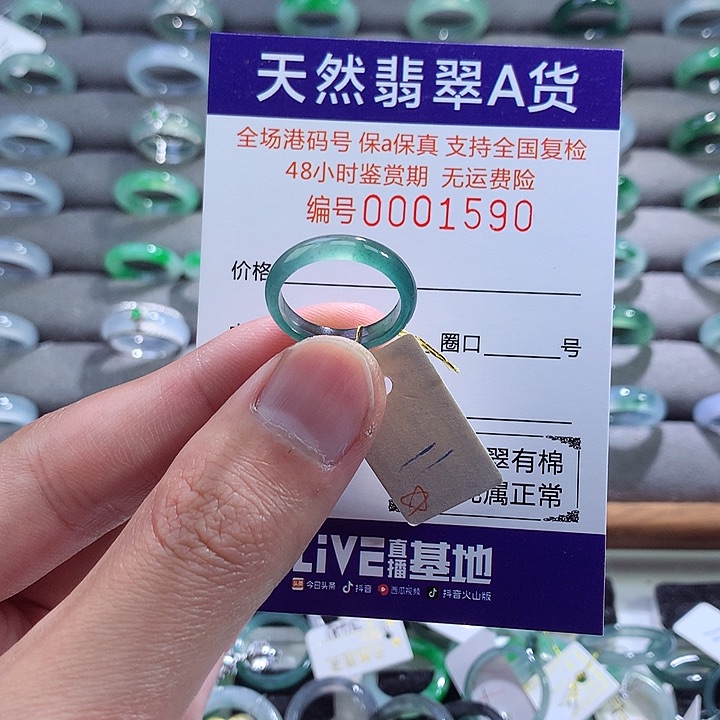 天然翡翠A货
全场港码号 保a保真 支持全国复检
48小时鉴赏期 无运费险
编号0001590
价格
圈口______号
翠有棉
属正常
LIVE直播基地
头条 今日头条 抖音 西瓜视频 抖音火山版